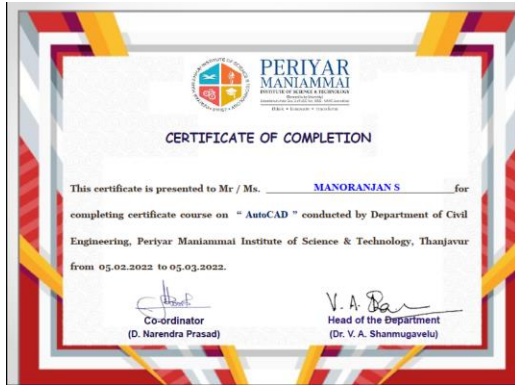 PERIYAR
MANIAMMAI
INSTITUTE OF SCIENCE & TECHNOLOGY
CERTIFICATE OF COMPLETION
This certificate is presented to Mr / Ms. MANORANJAN S for
completing certificate course on “ AutoCAD ” conducted by Department of Civil
Engineering, Periyar Maniammai Institute of Science & Technology, Thanjavur
from 05.02.2022 to 05.03.2022.
V. A.
Co-ordinator
(D. Narendra Prasad)
Head of the Department
(Dr. V. A. Shanmugavelu)